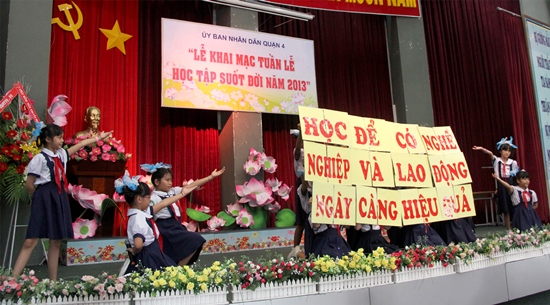 ỦY BAN NHÂN DÂN QUẬN 4
“LỄ KHAI MẠC TUẦN LỄ
HỌC TẬP SUỐT ĐỜI NĂM 2013”
HỌC ĐỂ CÓ NGHỀ
NGHIỆP VÀ LAO ĐỘNG
NGÀY CÀNG HIỆU QUẢ